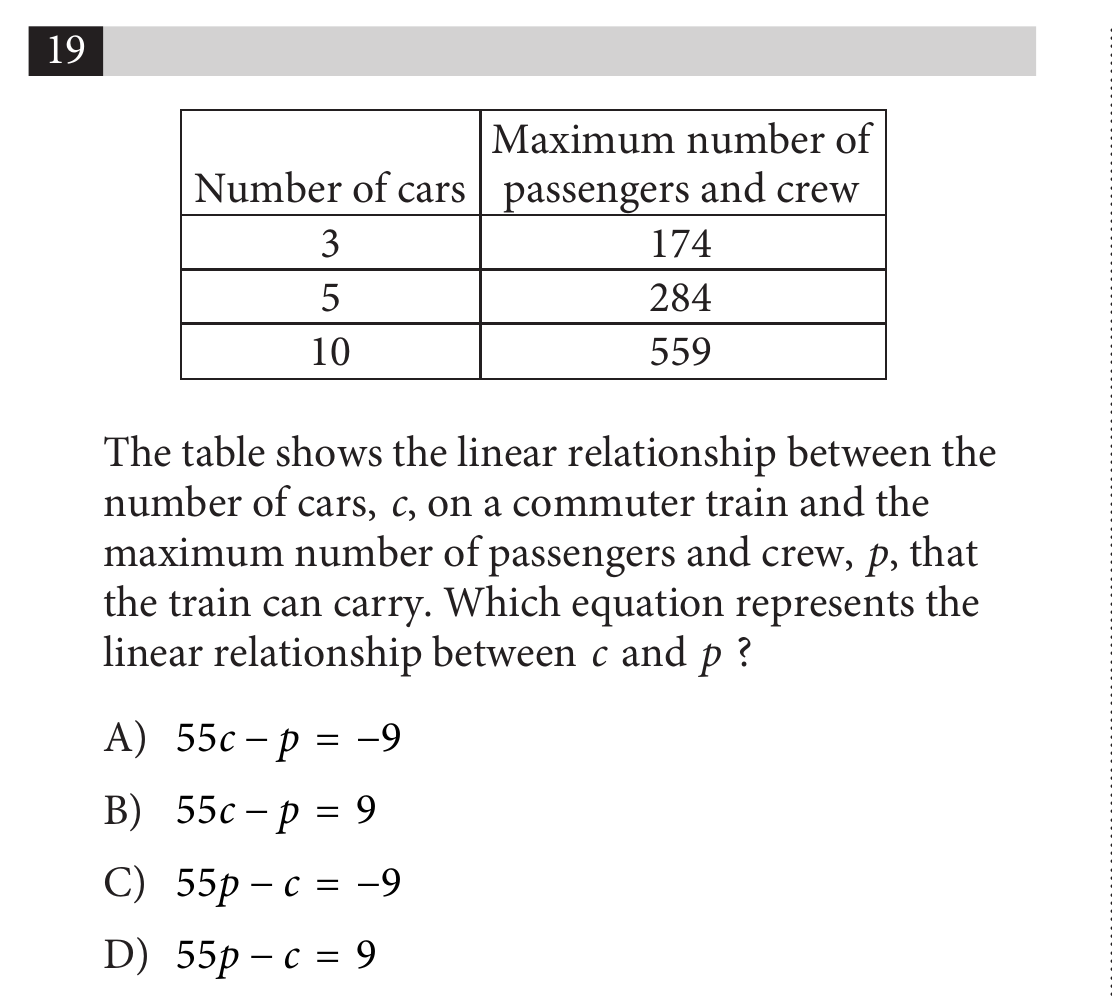 19
Number of cars
Maximum number of
passengers and crew
3 174
5 284
10 559
The table shows the linear relationship between the
number of cars, c, on a commuter train and the
maximum number of passengers and crew, p, that
the train can carry. Which equation represents the
linear relationship between c and p ?
A) 55c – p = –9
B) 55c – p = 9
C) 55p – c = –9
D) 55p – c = 9